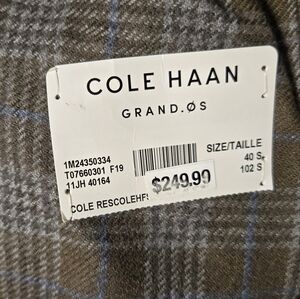 COLE HAAN
GRAND.ØS
1M24350334
T07660301 F19
11JH 40164
SIZE/TAILLE
40 S
102 S
$249.90
COLE RESCOLEHF